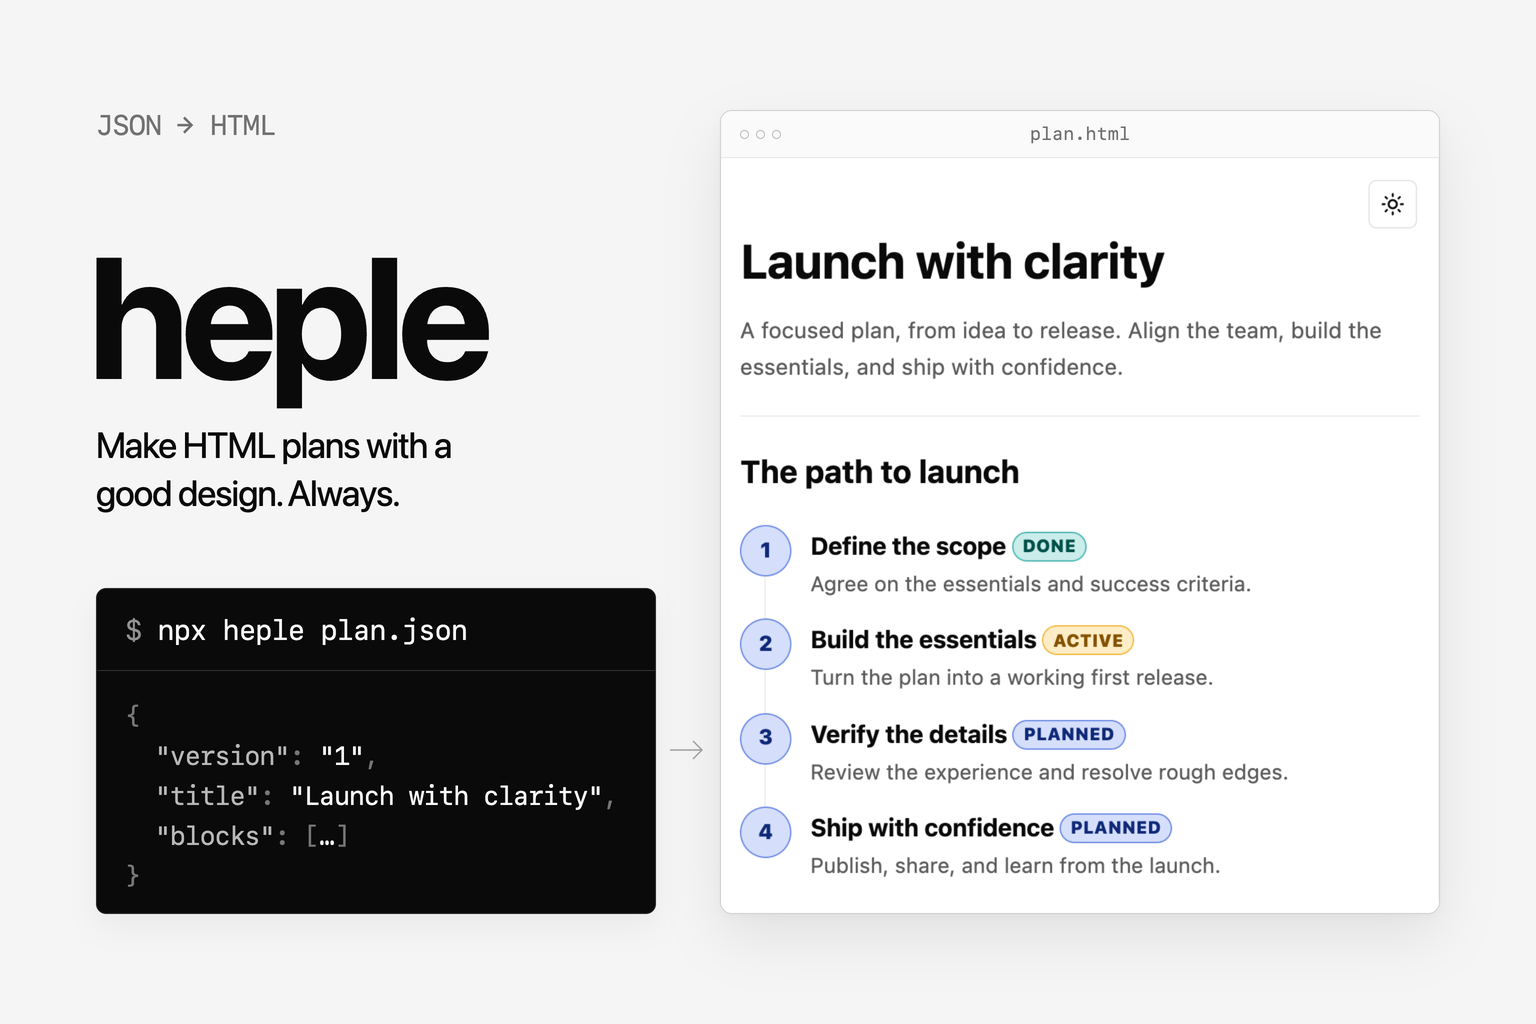 JSON → HTML
heple
Make HTML plans with a
good design. Always.
$ npx heple plan.json
{
"version": "1",
"title": "Launch with clarity",
"blocks": […]
}
plan.html
Launch with clarity
A focused plan, from idea to release. Align the team, build the
essentials, and ship with confidence.
The path to launch
1 Define the scope DONE
Agree on the essentials and success criteria.
2 Build the essentials ACTIVE
Turn the plan into a working first release.
3 Verify the details PLANNED
Review the experience and resolve rough edges.
4 Ship with confidence PLANNED
Publish, share, and learn from the launch.